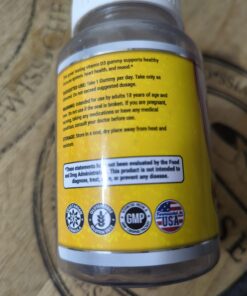 great tasting vitamin D3 gummy supports healthy
system, heart health, and mood.*
SUGGESTED USE: Take 1 Gummy per day. Take only as
Do not exceed suggested dosage.
WARNING: Intended for use by adults 18 years of age and
Do not use if the seal is broken. If you are pregnant,
nursing, taking any medications or have any medical
condition, consult your doctor before use.
STORAGE: Store in a cool, dry place away from heat and
moisture.
*These statements have not been evaluated by the Food
and Drug Administration. This product is not intended to
diagnose, treat, cure, or prevent any disease.
GMP
USA